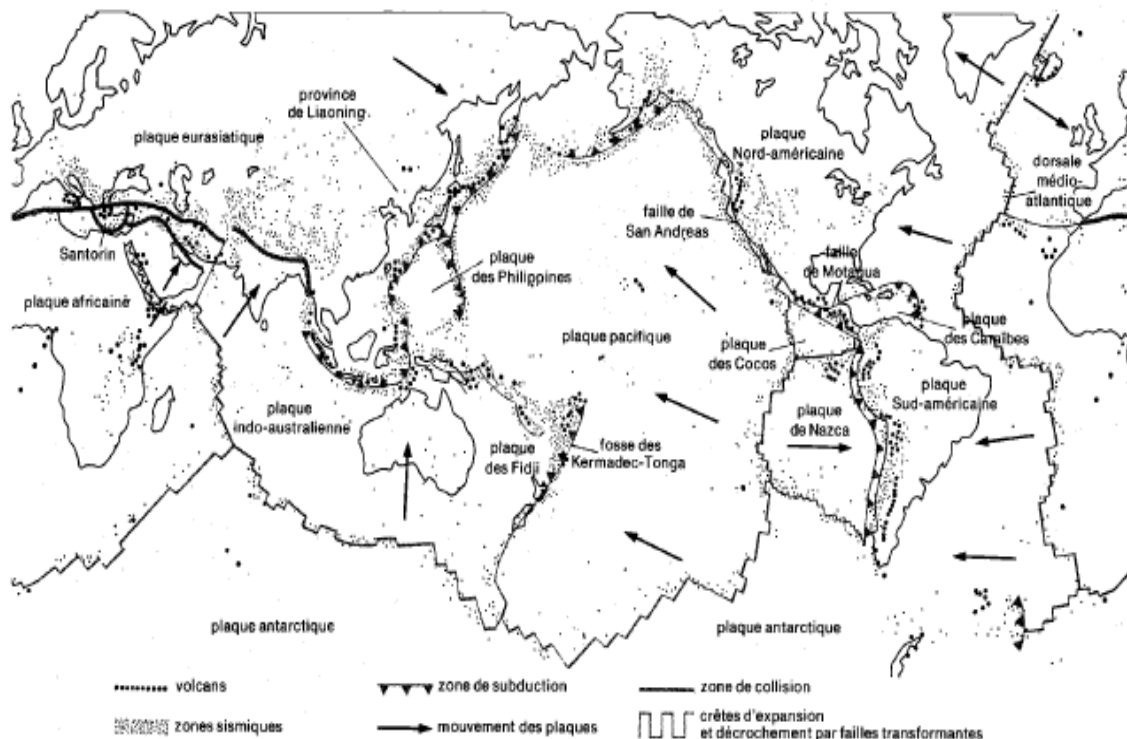 province
de Liaoning
plaque eurasiatique
plaque
Nord-américaine
dorsale
médio-
atlantique
faille de
San Andreas
Santorin
faille
de Motagua
plaque
des Philippines
plaque africaine
plaque pacifique
plaque
des Cocos
plaque
des Caraïbes
plaque
indo-australienne
plaque
Sud-américaine
plaque
de Nazca
plaque
des Fidji
fosse des
Kermadec-Tonga
plaque antarctique
plaque antarctique
volcans
zone de subduction
zone de collision
zones sismiques
mouvement des plaques
crêtes d'expansion
et décrochement par failles transformantes